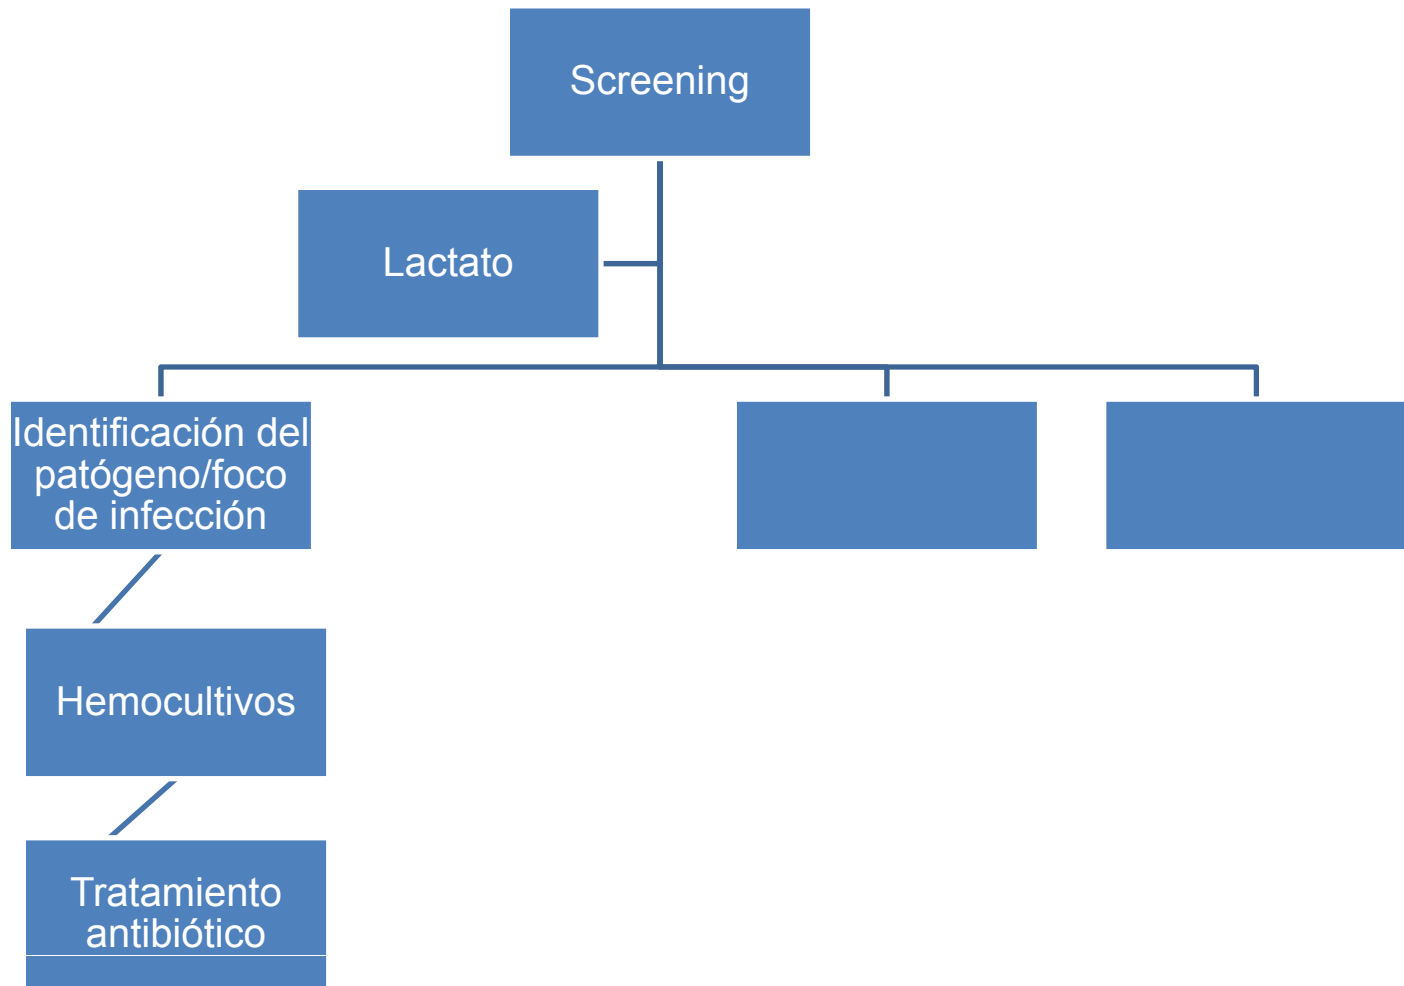 Screening
Lactato
Identificación del
patógeno/foco
de infección
Hemocultivos
Tratamiento
antibiótico